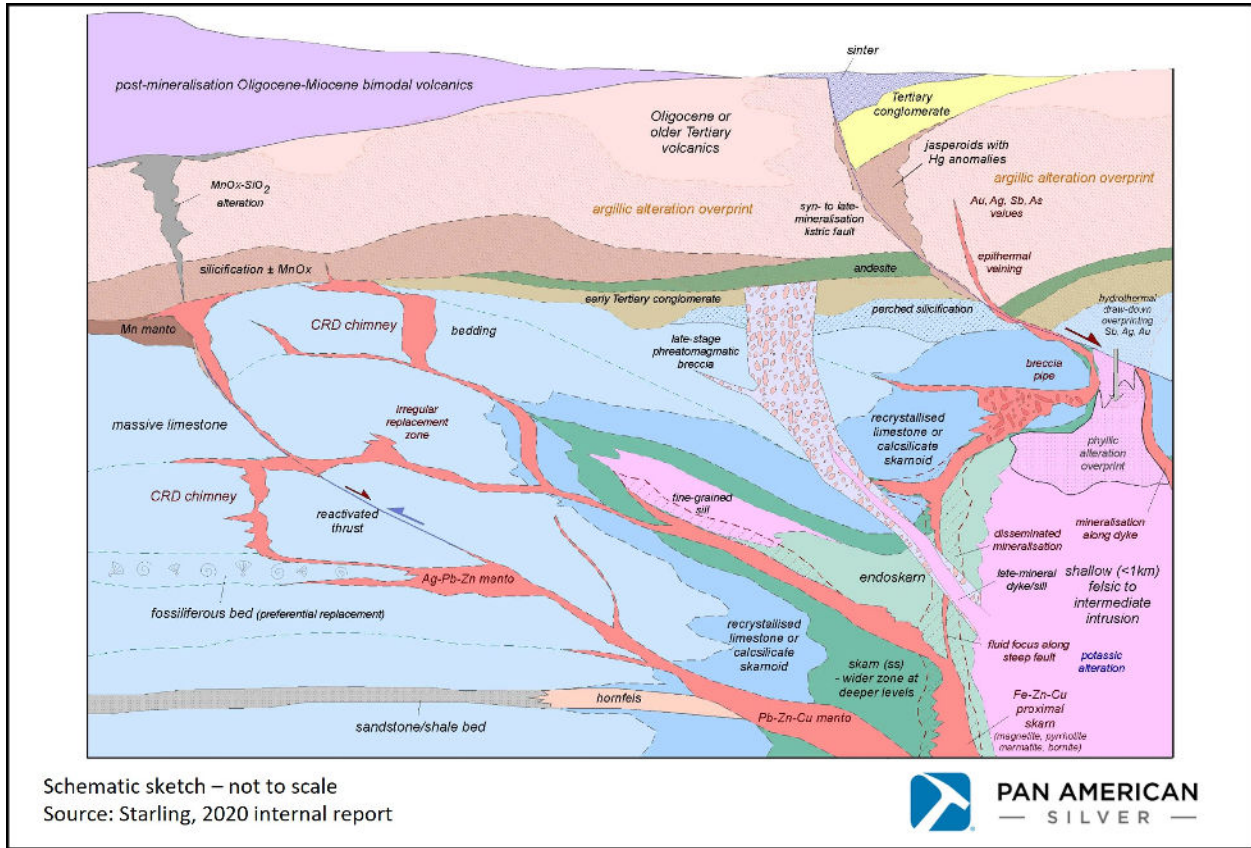 post-mineralisation Oligocene-Miocene bimodal volcanics
sinter
Tertiary
conglomerate
Oligocene or
older Tertiary
volcanics
jasperoids with
Hg anomalies
MnOx-SiO2
alteration
argillic alteration overprint
argillic alteration overprint
syn- to late-
mineralisation
listric fault
Au, Ag, Sb, As
values
epithermal
veining
silicification ± MnOx
andesite
early Tertiary conglomerate
perched silicification
hydrothermal
draw-down
overprinting
Sb, Ag, Au
Mn manto
CRD chimney
bedding
late-stage
phreatomagmatic
breccia
breccia
pipe
massive limestone
irregular
replacement
zone
recrystallised
limestone or
calcsilicate
skarnoid
phyllic
alteration
overprint
CRD chimney
reactivated
thrust
fine-grained
sill
disseminated
mineralisation
mineralisation
along dyke
Ag-Pb-Zn manto
endoskarn
late-mineral
dyke/sill
shallow (<1km)
felsic to
intermediate
intrusion
fossiliferous bed (preferential replacement)
recrystallised
limestone or
calcsilicate
skarnoid
fluid focus along
steep fault
potassic
alteration
skarn (ss)
- wider zone at
deeper levels
hornfels
sandstone/shale bed
Pb-Zn-Cu manto
Fe-Zn-Cu
proximal
skarn
(magnetite, pyrrhotite
marmatite, bornite)
Schematic sketch – not to scale
Source: Starling, 2020 internal report
PAN AMERICAN
— SILVER —